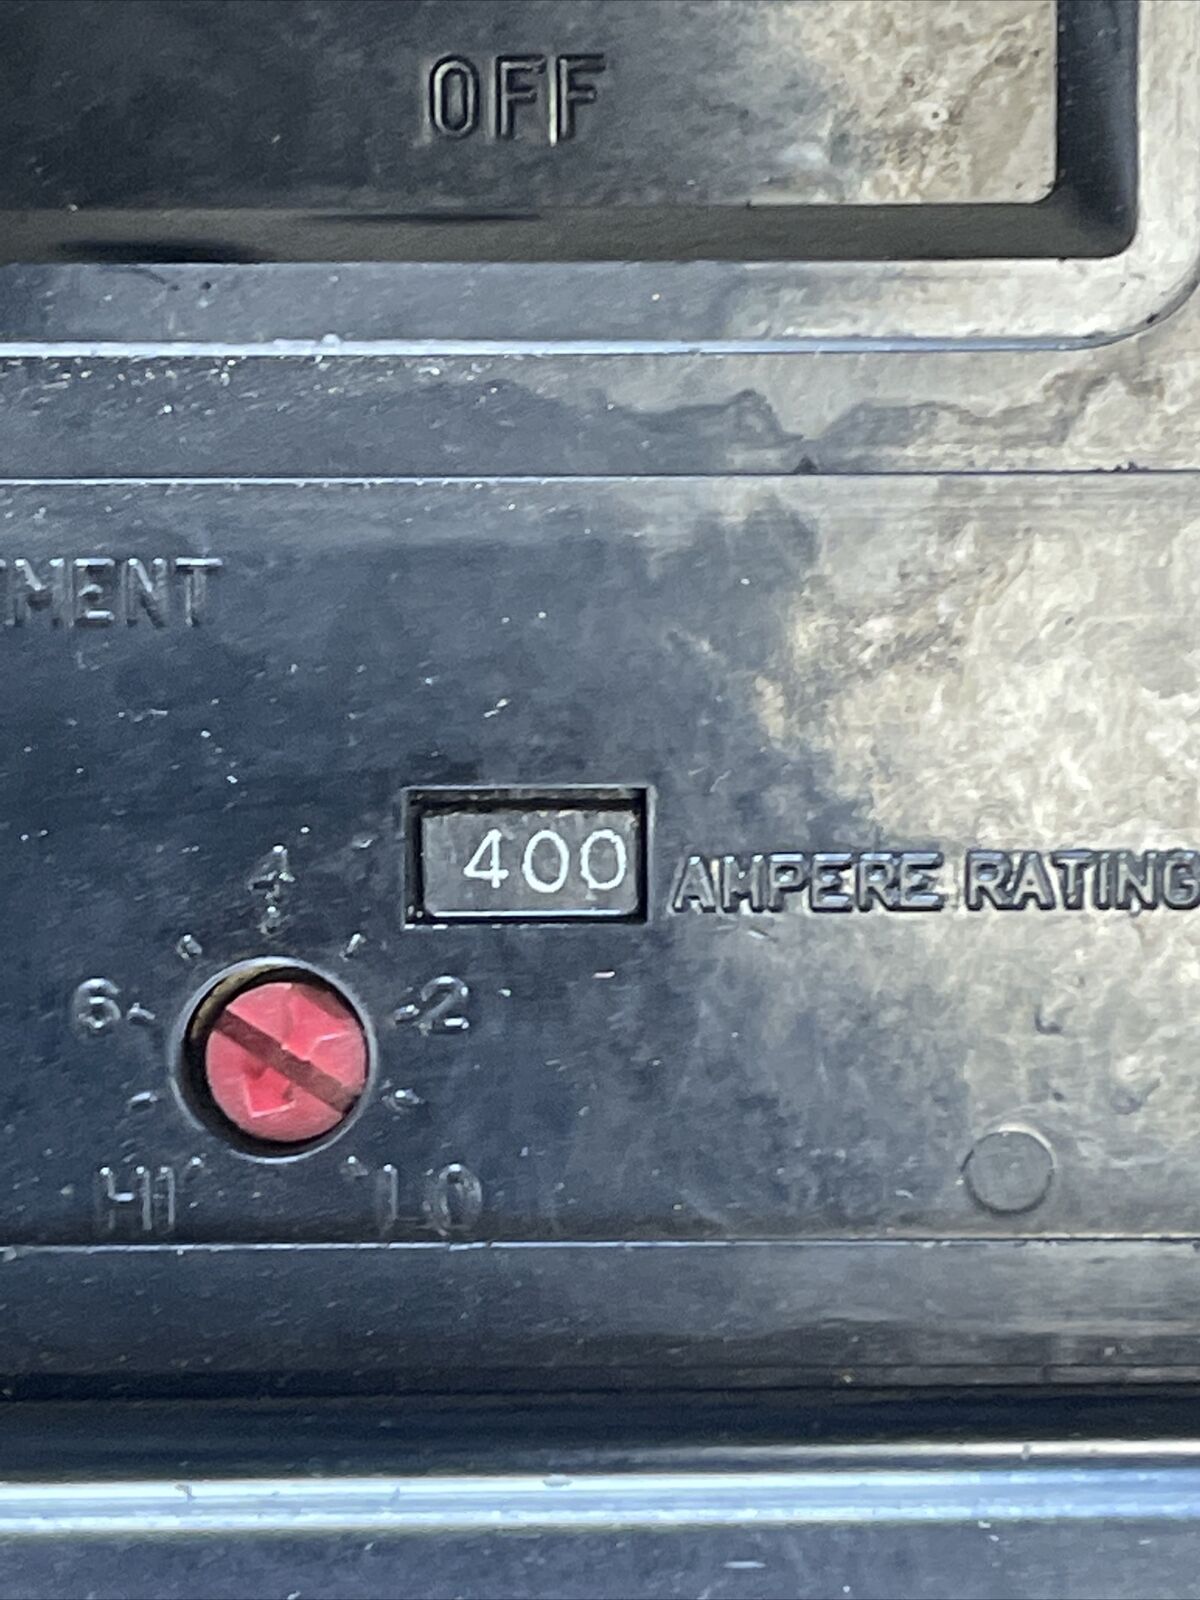 OFF
MENT
400 AMPERE RATING
4
6 2
HI LO